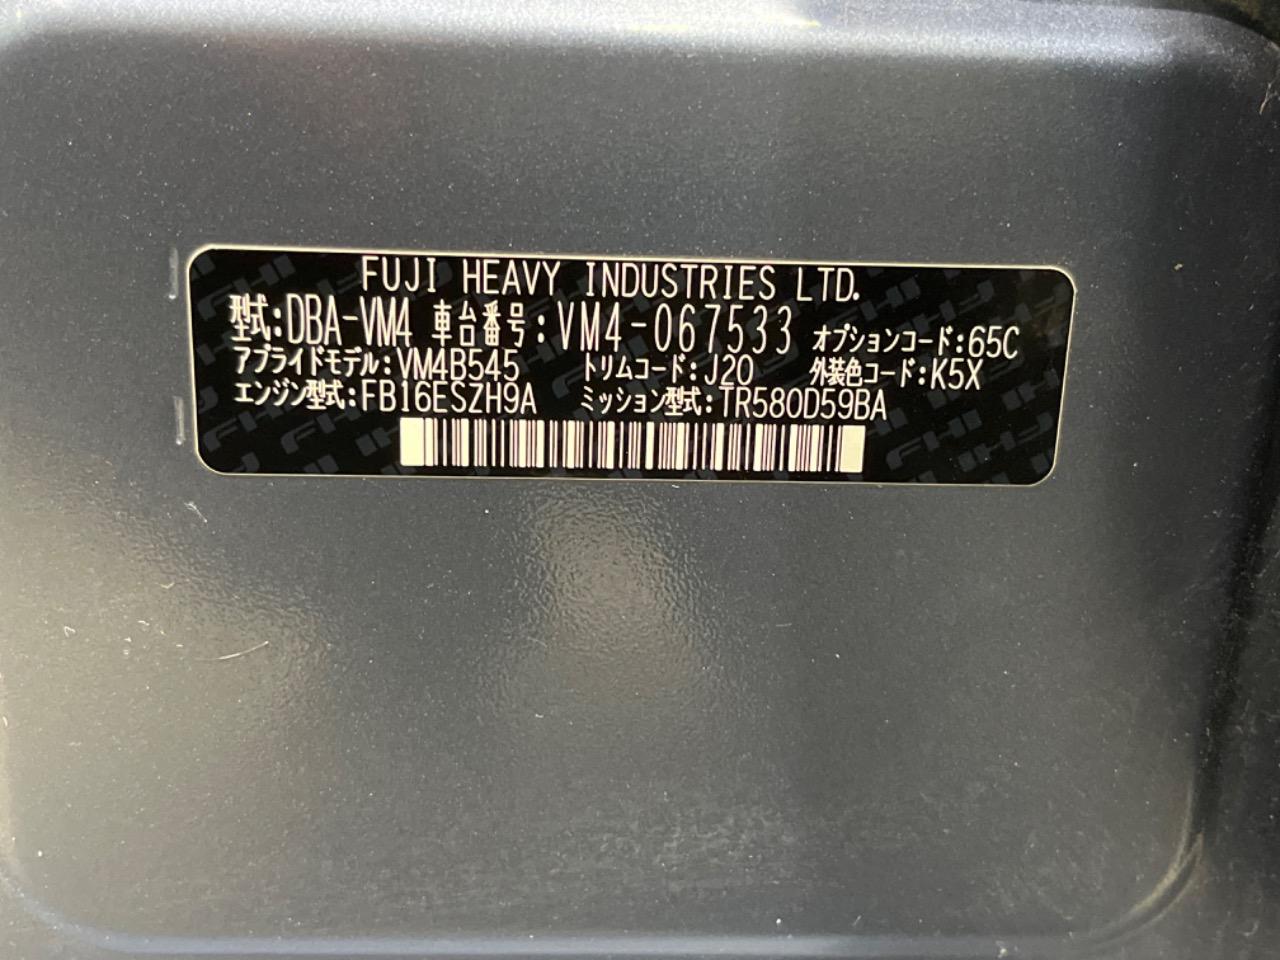 FUJI HEAVY INDUSTRIES LTD.
型式:DBA-VM4 車台番号:VM4-067533 オプションコード:65C
アプライドモデル:VM4B545 トリムコード:J20 外装色コード:K5X
エンジン型式:FB16ESZH9A ミッション型式:TR580D59BA